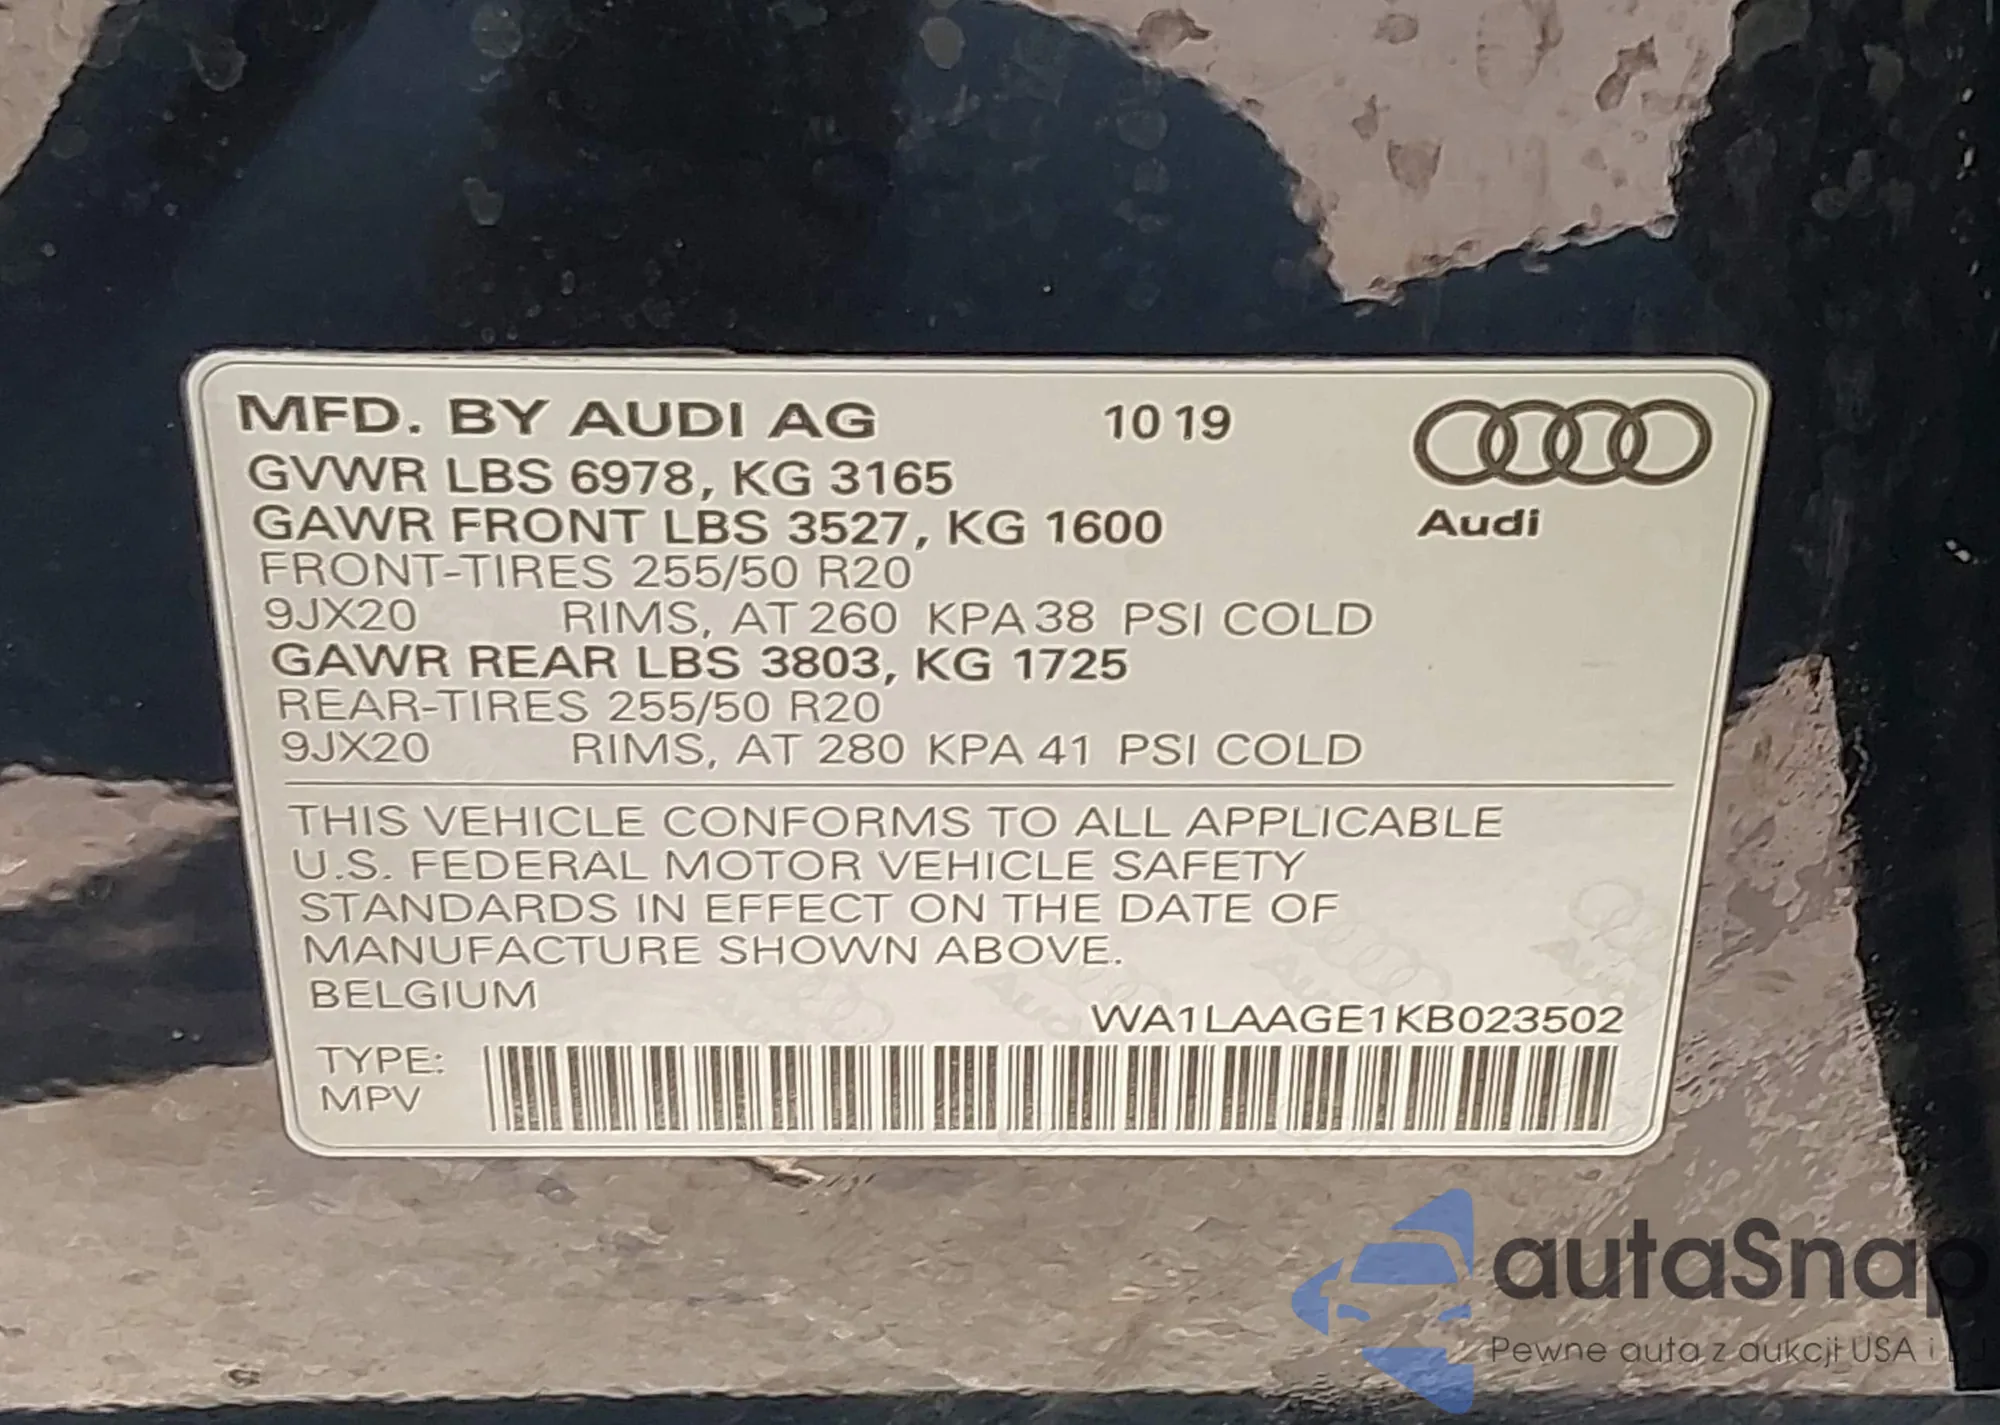 MFD. BY AUDI AG 10 19
GVWR LBS 6978, KG 3165
GAWR FRONT LBS 3527, KG 1600
Audi
FRONT-TIRES 255/50 R20
9JX20 RIMS, AT 260 KPA 38 PSI COLD
GAWR REAR LBS 3803, KG 1725
REAR-TIRES 255/50 R20
9JX20 RIMS, AT 280 KPA 41 PSI COLD
THIS VEHICLE CONFORMS TO ALL APPLICABLE
U.S. FEDERAL MOTOR VEHICLE SAFETY
STANDARDS IN EFFECT ON THE DATE OF
MANUFACTURE SHOWN ABOVE.
BELGIUM
WA1LAAGE1KB023502
TYPE:
MPV
autaSnap
Pewne auta z aukcji USA i